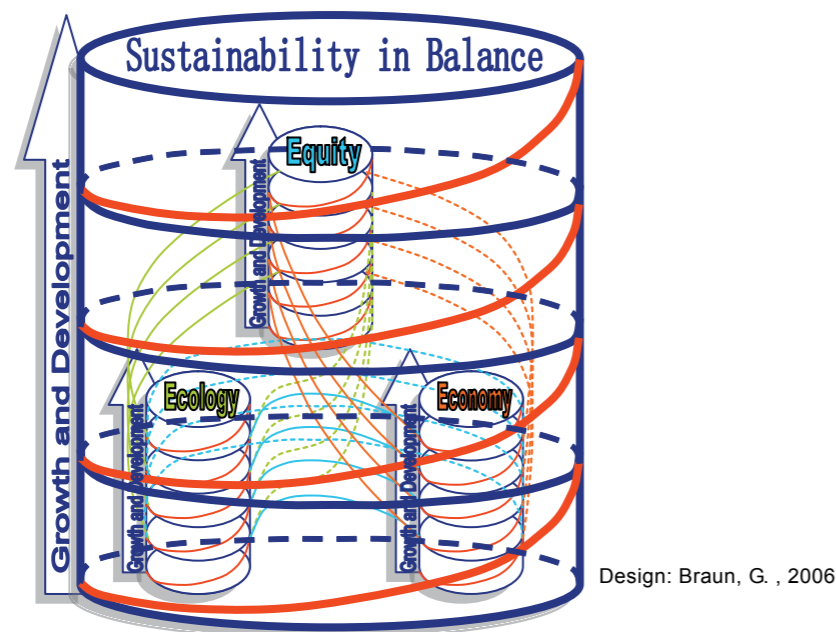 Sustainability in Balance
Growth and Development
Equity
Growth and Development
Ecology
Growth and Development
Economy
Growth and Development
Design: Braun, G. , 2006